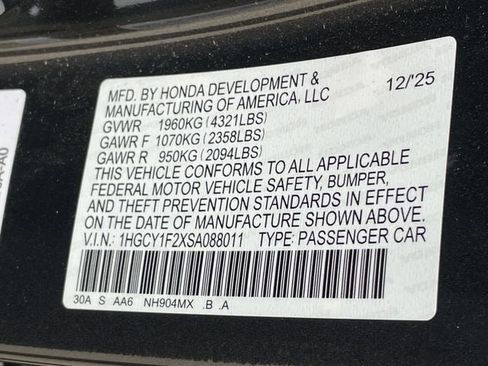 MFD. BY HONDA DEVELOPMENT & 12/'25
MANUFACTURING OF AMERICA, LLC
GVWR 1960KG(4321LBS)
GAWR F 1070KG(2358LBS)
GAWR R 950KG(2094LBS)
THIS VEHICLE CONFORMS TO ALL APPLICABLE
FEDERAL MOTOR VEHICLE SAFETY, BUMPER,
AND THEFT PREVENTION STANDARDS IN EFFECT
ON THE DATE OF MANUFACTURE SHOWN ABOVE.
V.I.N.: 1HGCY1F2XSA088011 TYPE: PASSENGER CAR
30A S AA6 NH904MX .B .A